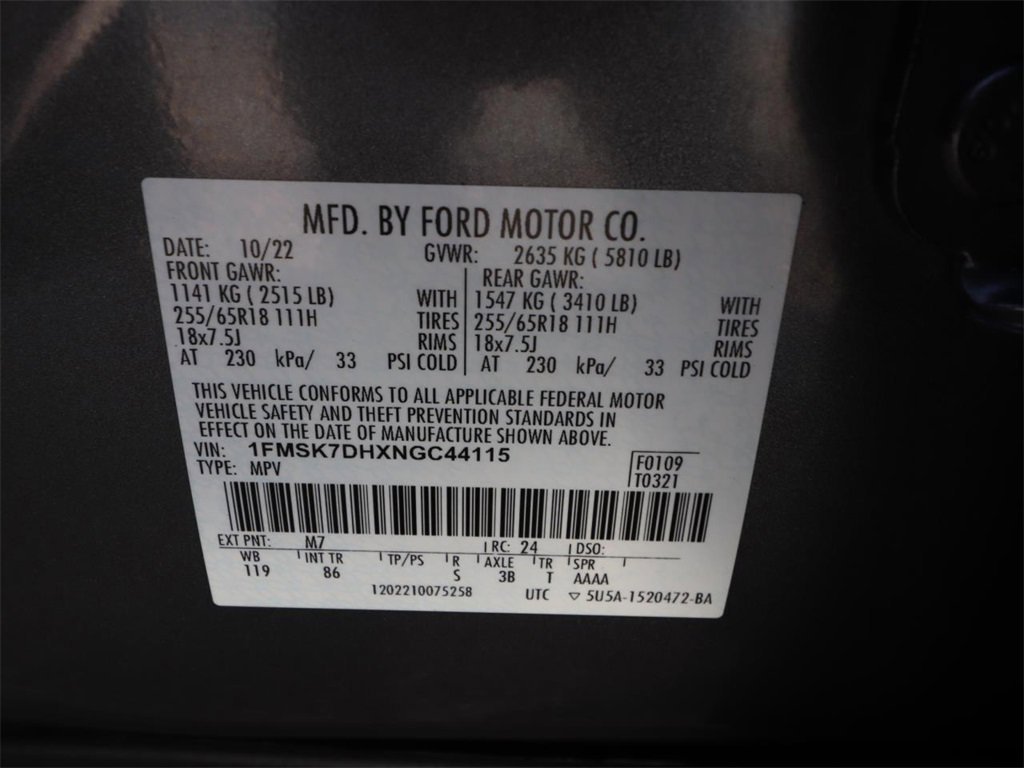 MFD. BY FORD MOTOR CO.
DATE: 10/22 GVWR: 2635 KG ( 5810 LB)
FRONT GAWR: REAR GAWR:
1141 KG ( 2515 LB) WITH 1547 KG ( 3410 LB) WITH
255/65R18 111H TIRES 255/65R18 111H TIRES
18x7.5J RIMS 18x7.5J RIMS
AT 230 kPa/ 33 PSI COLD AT 230 kPa/ 33 PSI COLD
THIS VEHICLE CONFORMS TO ALL APPLICABLE FEDERAL MOTOR
VEHICLE SAFETY AND THEFT PREVENTION STANDARDS IN
EFFECT ON THE DATE OF MANUFACTURE SHOWN ABOVE.
VIN: 1FMSK7DHXNGC44115
TYPE: MPV F0109
T0321
EXT PNT: M7 RC: 24 DSO:
WB INT TR TP/PS R AXLE TR SPR
119 86 S 3B T AAAA
1202210075258 UTC ▽ 5U5A-1520472-BA